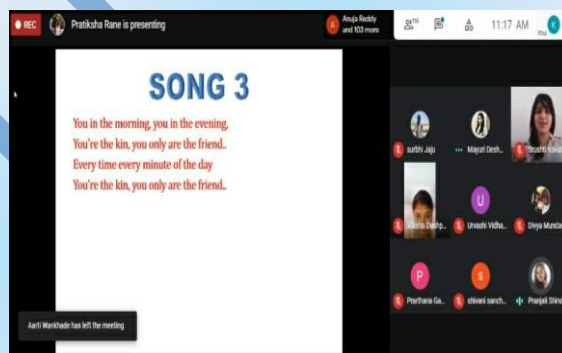 REC
Pratiksha Rane is presenting
A
Anuja Reddy
and 103 more
115
11:17 AM
You
K
SONG 3
You in the morning, you in the evening,
You're the kin, you only are the friend..
Every time every minute of the day
You're the kin, you only are the friend..
surbhi Jaju
Mayuri Desh...
U
Urvashi Vidha...
Divya Munda
P
Prarthana Ga...
S
shivani sanch...
Pranjali Shind
Aarti Wankhade has left the meeting